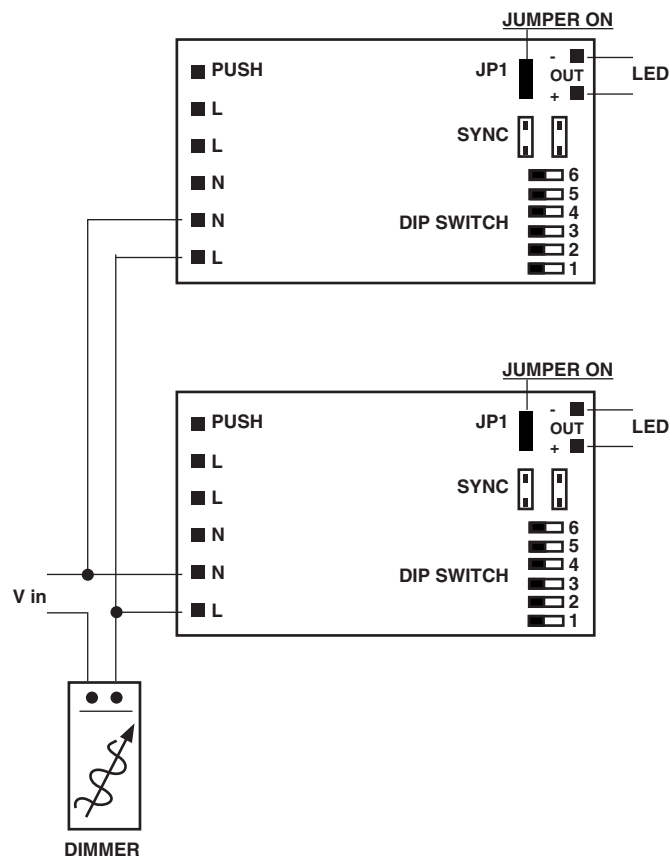 JUMPER ON
PUSH
JP1
-
OUT
+
LED
L
L
SYNC
N
6
5
N
DIP SWITCH
4
3
2
L
1
JUMPER ON
PUSH
JP1
-
OUT
+
LED
L
L
SYNC
N
6
5
N
DIP SWITCH
4
3
2
L
1
V in
DIMMER